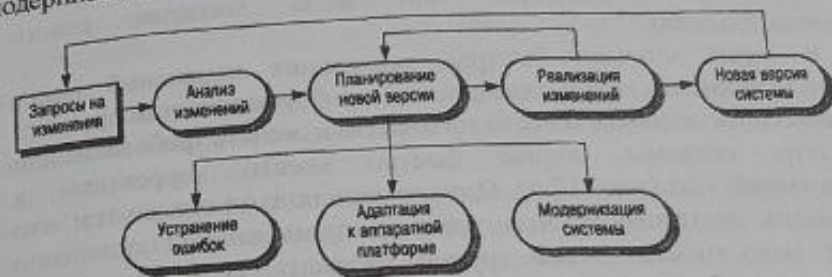 Запросы на
изменения
Анализ
изменений
Планирование
новой версии
Реализация
изменений
Новая версия
системы
Устранение
ошибок
Адаптация
к аппаратной
платформе
Модернизация
системы